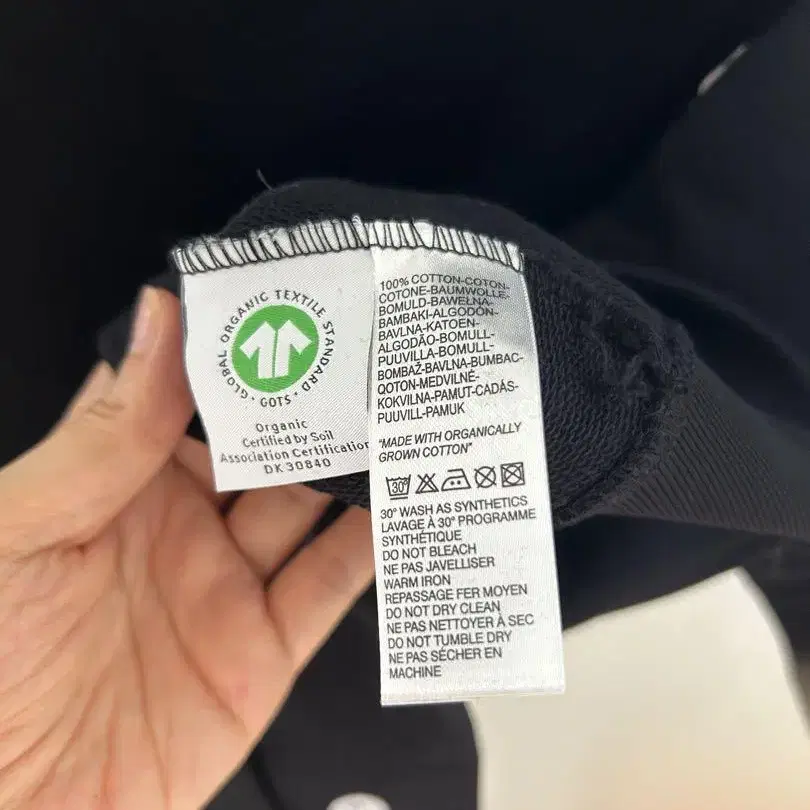 GLOBAL ORGANIC TEXTILE STANDARD · GOTS ·
Organic
Certified by Soil
Association Certification
DK 30840
100% COTTON-COTON-
COTONE-BAUMWOLLE-
BOMULD-BAWEŁNA-
BAMBAKI-ALGODÓN-
BAVLNA-KATOEN-
ALGODÃO-BOMULL-
PUUVILLA-BOMULL-
BOMBAŽ-BAVLNA-BUMBAC-
QOTON-MEDVILNĖ-
KOKVILNA-PAMUT-CADÁS-
PUUVILL-PAMUK
"MADE WITH ORGANICALLY
GROWN COTTON"
30°
30° WASH AS SYNTHETICS
LAVAGE À 30° PROGRAMME
SYNTHÉTIQUE
DO NOT BLEACH
NE PAS JAVELLISER
WARM IRON
REPASSAGE FER MOYEN
DO NOT DRY CLEAN
NE PAS NETTOYER À SEC
DO NOT TUMBLE DRY
NE PAS SÉCHER EN
MACHINE